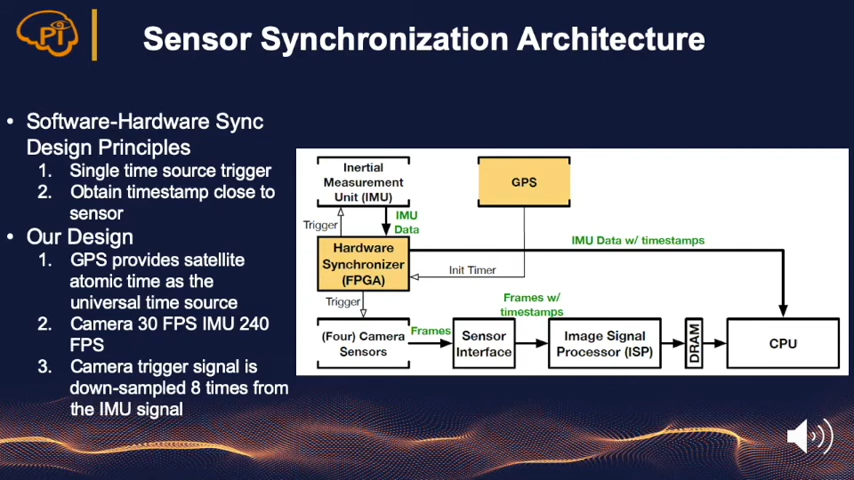 PI
Sensor Synchronization Architecture
• Software-Hardware Sync
Design Principles
1. Single time source trigger
2. Obtain timestamp close to
sensor
• Our Design
1. GPS provides satellite
atomic time as the
universal time source
2. Camera 30 FPS IMU 240
FPS
3. Camera trigger signal is
down-sampled 8 times from
the IMU signal
Inertial
Measurement
Unit (IMU)
GPS
Trigger
IMU
Data
Hardware
Synchronizer
(FPGA)
IMU Data w/ timestamps
Init Timer
Trigger
Frames w/
timestamps
(Four) Camera
Sensors
Frames
Sensor
Interface
Image Signal
Processor (ISP)
DRAM
CPU